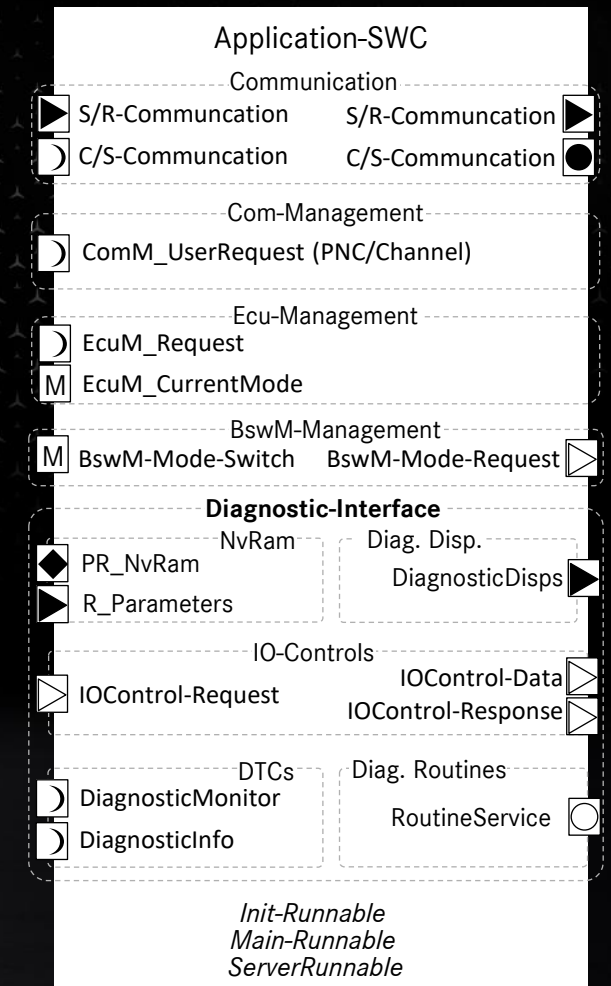 Application-SWC
Communication
S/R-Communcation S/R-Communcation
C/S-Communcation C/S-Communcation
Com-Management
ComM_UserRequest (PNC/Channel)
Ecu-Management
EcuM_Request
M EcuM_CurrentMode
BswM-Management
M BswM-Mode-Switch BswM-Mode-Request
Diagnostic-Interface
NvRam Diag. Disp.
PR_NvRam
DiagnosticDisps
R_Parameters
IO-Controls
IOControl-Data
IOControl-Request
IOControl-Response
DTCs Diag. Routines
DiagnosticMonitor
RoutineService
DiagnosticInfo
Init-Runnable
Main-Runnable
ServerRunnable